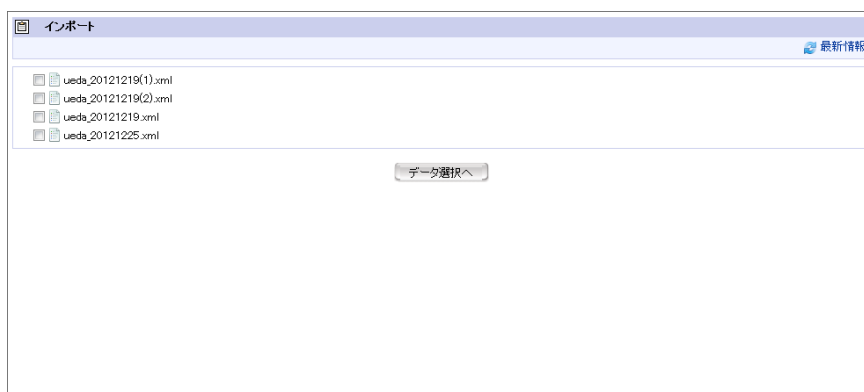 インポート
最新情報
ueda_20121219(1).xml
ueda_20121219(2).xml
ueda_20121219.xml
ueda_20121225.xml
データ選択へ